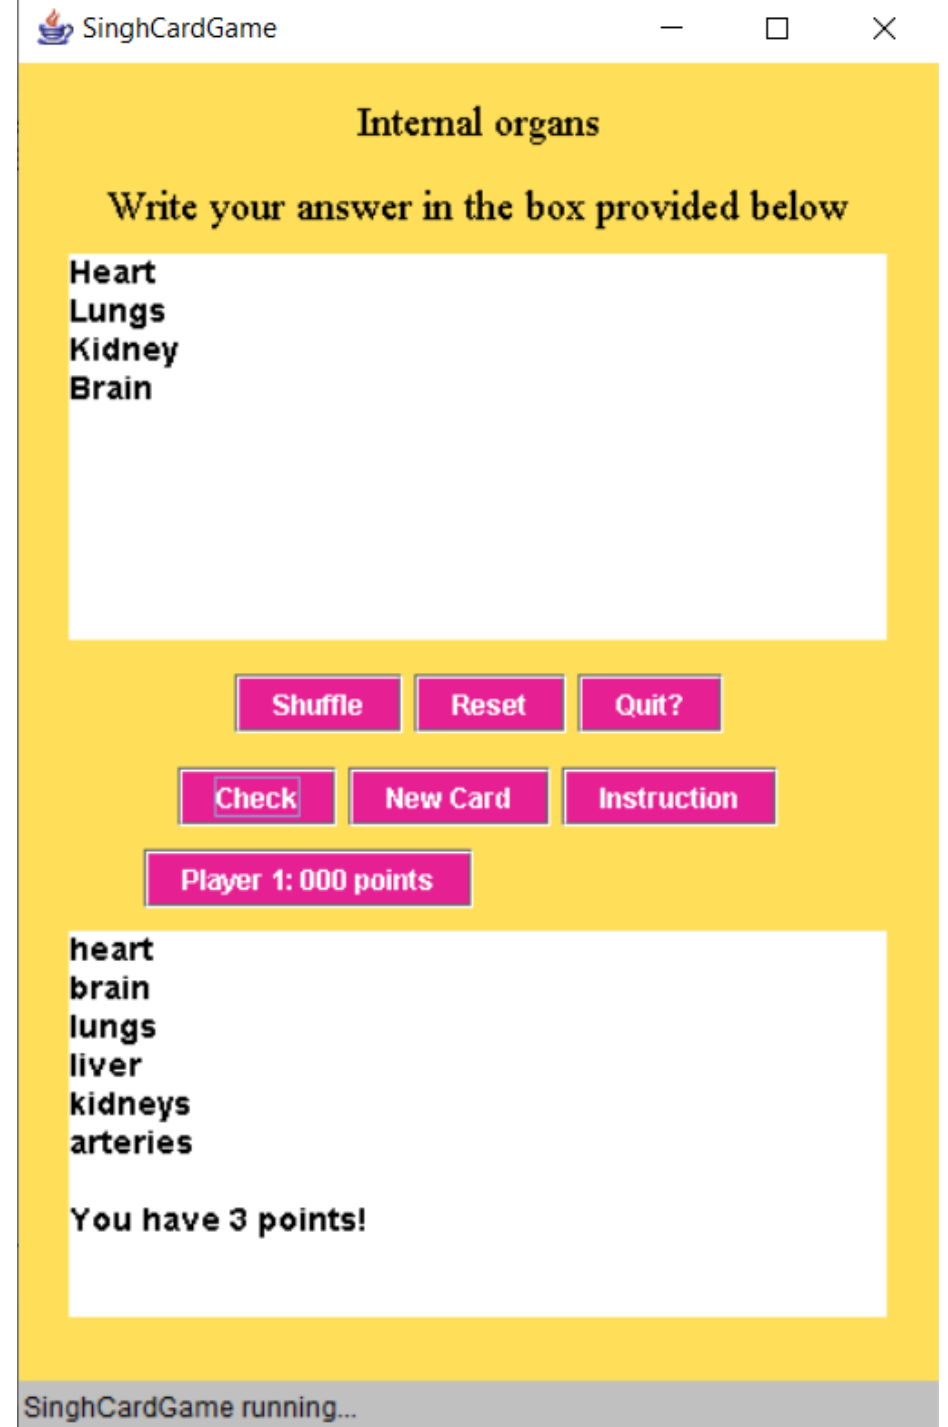 SinghCardGame
Internal organs
Write your answer in the box provided below
Heart
Lungs
Kidney
Brain
Shuffle Reset Quit?
Check New Card Instruction
Player 1: 000 points
heart
brain
lungs
liver
kidneys
arteries
You have 3 points!
SinghCardGame running...